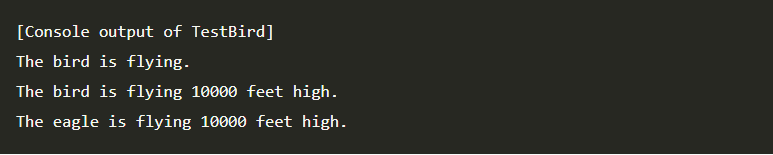 [Console output of TestBird]
The bird is flying.
The bird is flying 10000 feet high.
The eagle is flying 10000 feet high.